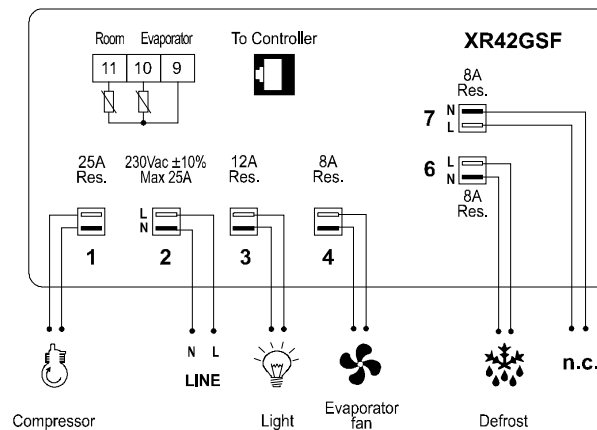 Room Evaporator To Controller XR42GSF
11 10 9
8A
Res.
7 N
L
25A
Res.
230Vac ±10%
Max 25A
12A
Res.
8A
Res.
6 L
N
8A
Res.
L
N
1 2 3 4
N L
LINE
n.c.
Compressor Light Evaporator
fan Defrost